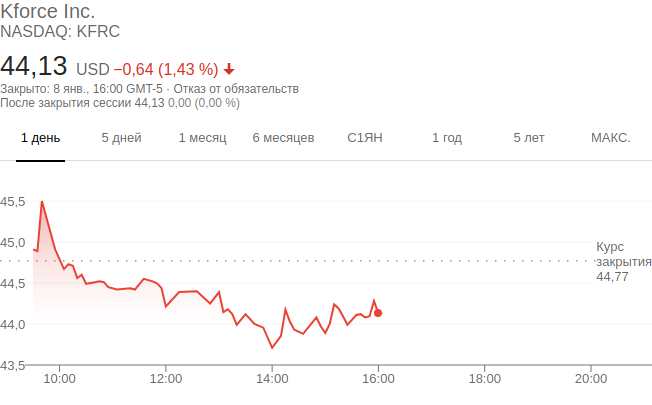 Kforce Inc.
NASDAQ: KFRC
44,13 USD −0,64 (1,43 %)
Закрыто: 8 янв., 16:00 GMT-5 · Отказ от обязательств
После закрытия сессии 44,13 0,00 (0,00 %)
1 день 5 дней 1 месяц 6 месяцев С1ЯН 1 год 5 лет МАКС.
45,5
45,0
44,5
44,0
43,5
Курс
закрытия
44,77
10:00 12:00 14:00 16:00 18:00 20:00